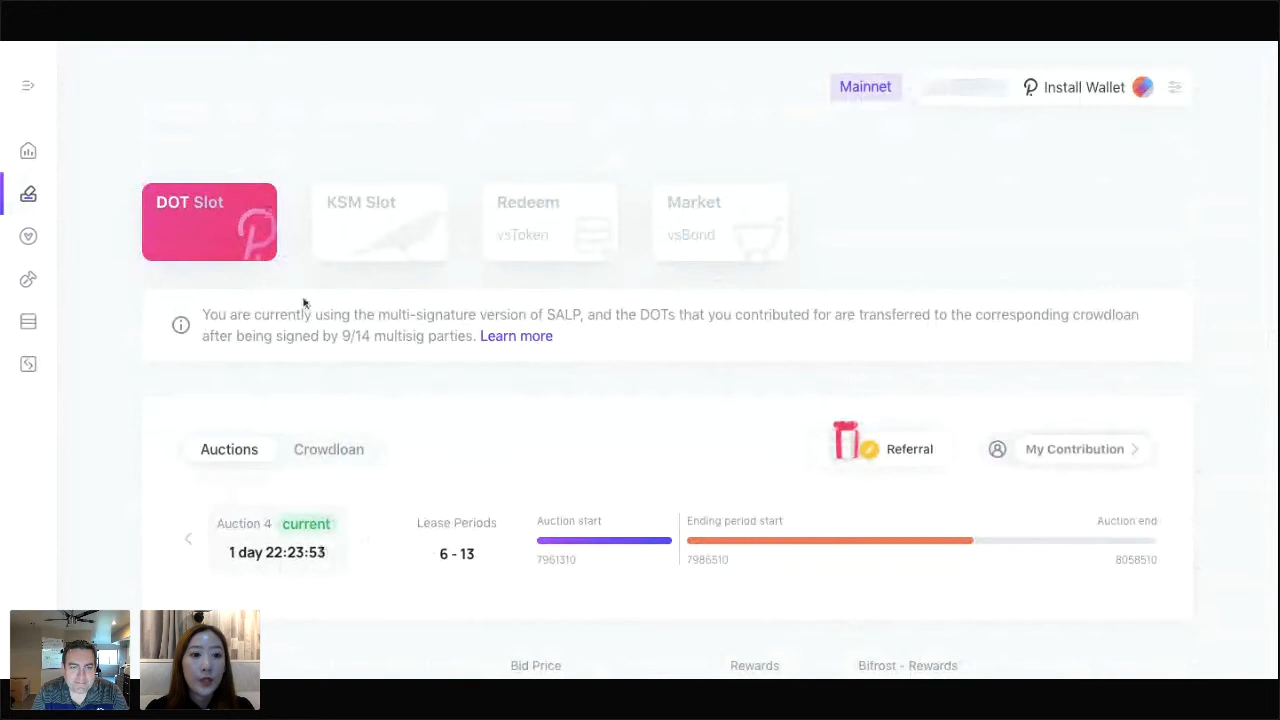 Mainnet
Install Wallet
DOT Slot
KSM Slot
Redeem
Market
vsToken
vsBond
You are currently using the multi-signature version of SALP, and the DOTs that you contributed for are transferred to the corresponding crowdloan
after being signed by 9/14 multisig parties. Learn more
Auctions
Crowdloan
Referral
My Contribution
Auction 4 current
Lease Periods
Auction start
Ending period start
Auction end
1 day 22:23:53
6 - 13
7961310
7986510
8058510
Bid Price
Rewards
Bifrost - Rewards